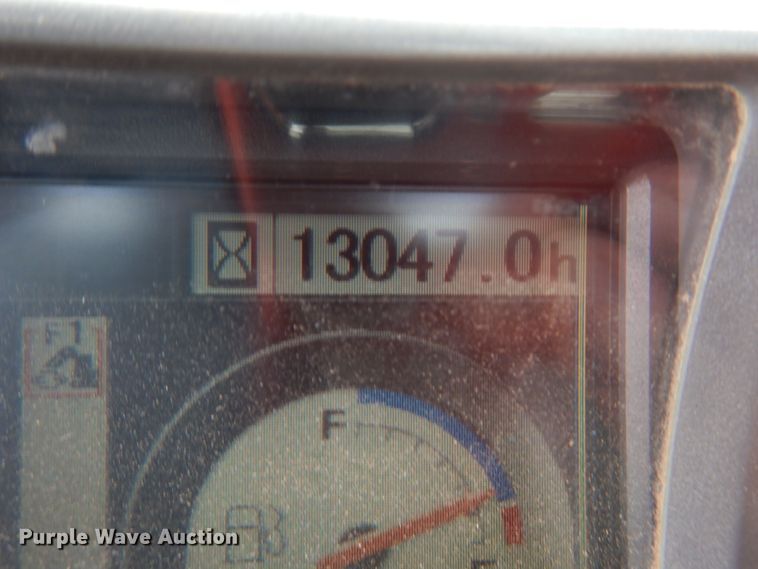 13047.0h
F1
F
E
Purple Wave Auction